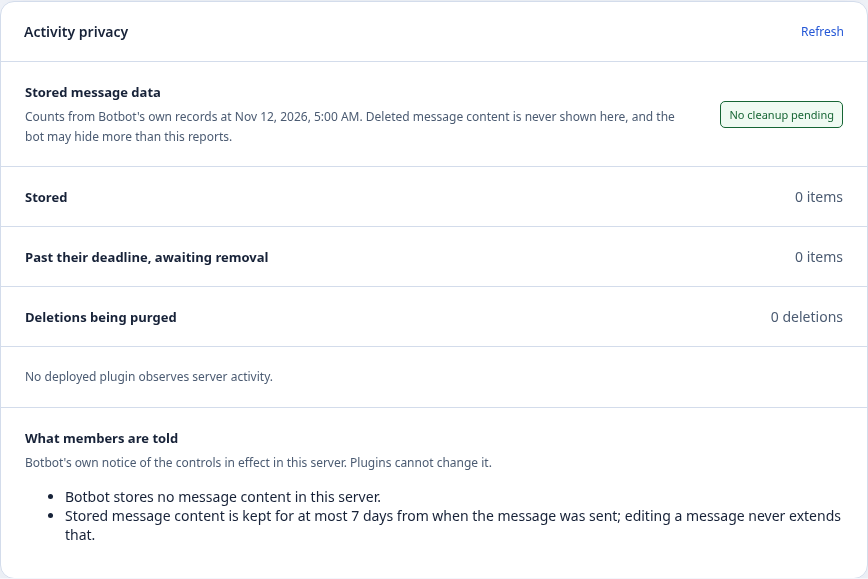 Activity privacy
Refresh
Stored message data
Counts from Botbot's own records at Nov 12, 2026, 5:00 AM. Deleted message content is never shown here, and the
bot may hide more than this reports.
No cleanup pending
Stored
0 items
Past their deadline, awaiting removal
0 items
Deletions being purged
0 deletions
No deployed plugin observes server activity.
What members are told
Botbot's own notice of the controls in effect in this server. Plugins cannot change it.
Botbot stores no message content in this server.
Stored message content is kept for at most 7 days from when the message was sent; editing a message never extends
that.